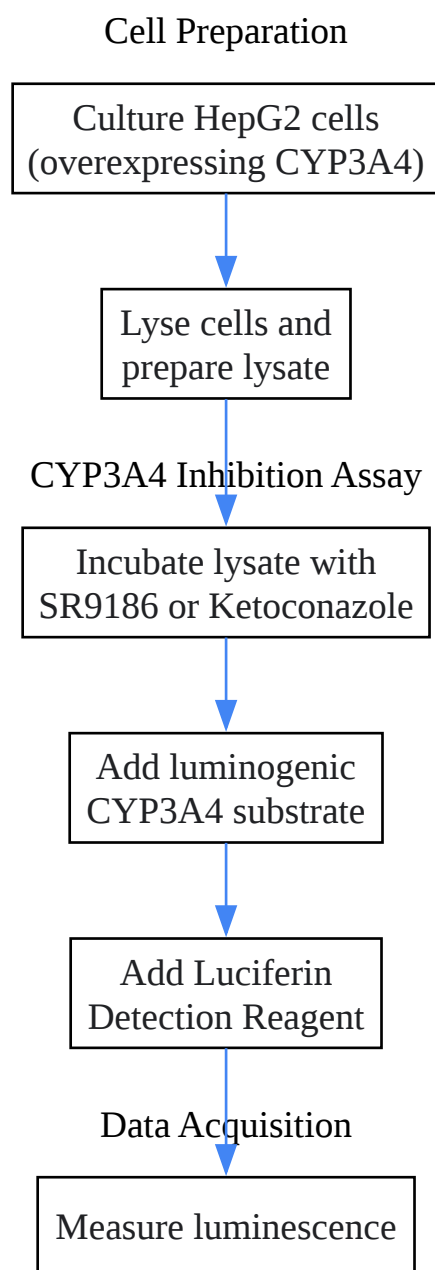 Cell Preparation
Culture HepG2 cells
(overexpressing CYP3A4)
Lyse cells and
prepare lysate
CYP3A4 Inhibition Assay
Incubate lysate with
SR9186 or Ketoconazole
Add luminogenic
CYP3A4 substrate
Add Luciferin
Detection Reagent
Data Acquisition
Measure luminescence